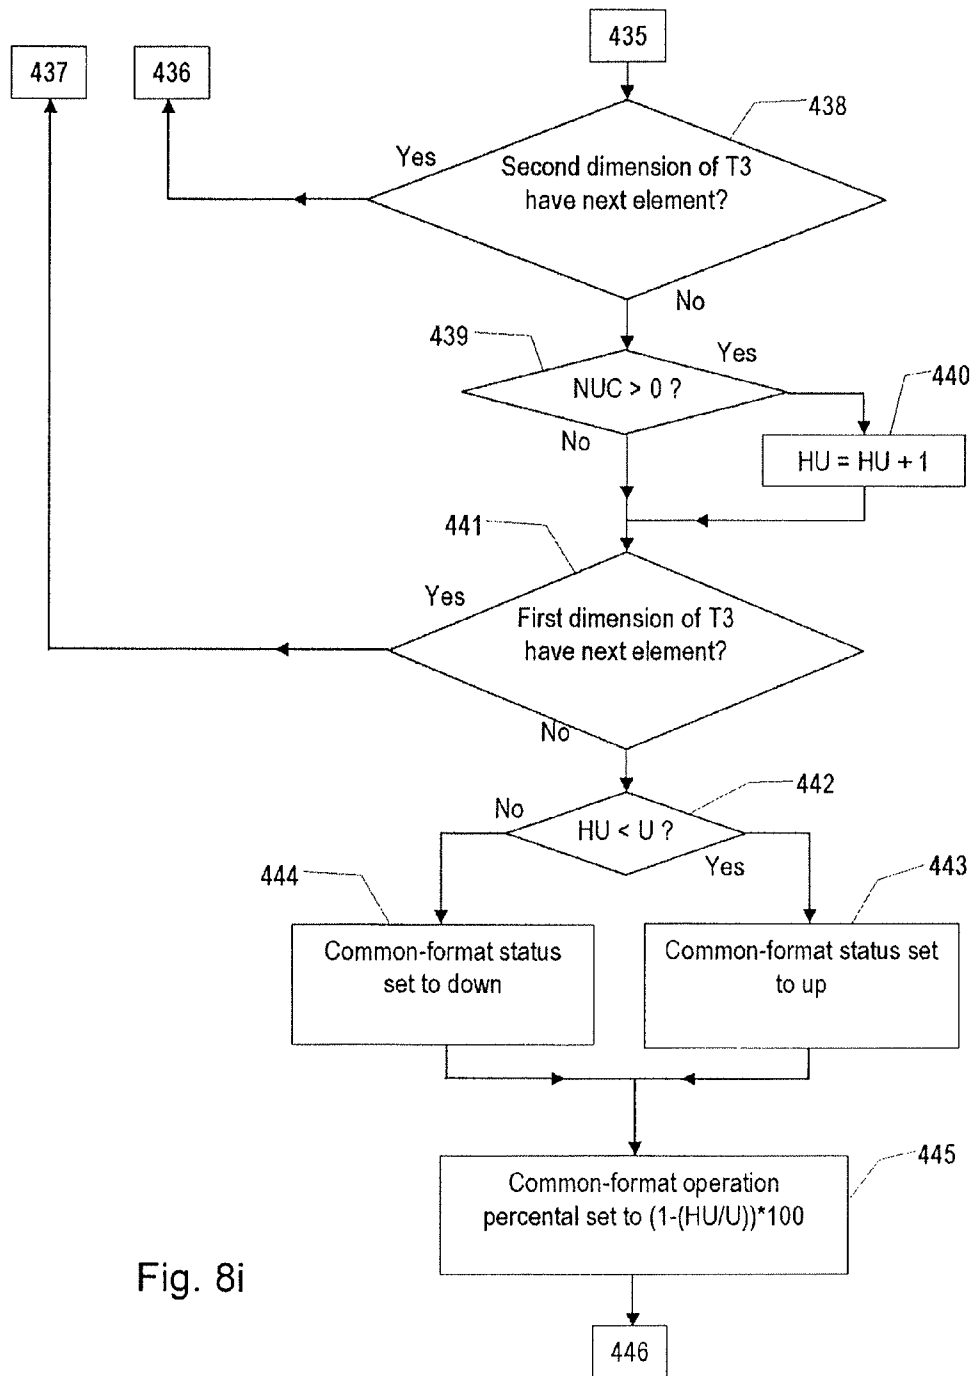 435
437
436
438
Yes
Second dimension of T3
have next element?
No
439
Yes
NUC > 0 ?
440
No
HU = HU + 1
441
Yes
First dimension of T3
have next element?
No
442
No
HU < U ?
Yes
444
443
Common-format status
set to down
Common-format status set
to up
445
Common-format operation
percental set to (1-(HU/U))*100
Fig. 8i
446